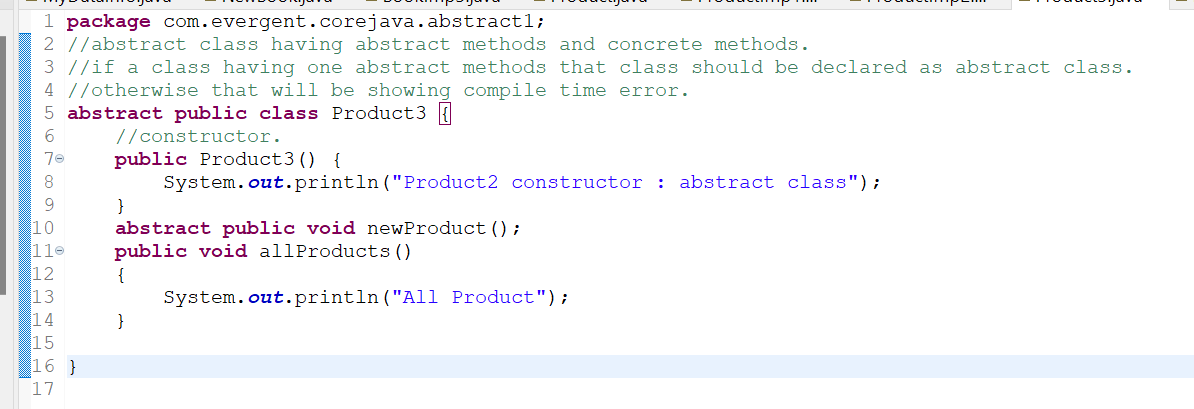 1 package com.evergent.corejava.abstract1;
2 //abstract class having abstract methods and concrete methods.
3 //if a class having one abstract methods that class should be declared as abstract class.
4 //otherwise that will be showing compile time error.
5 abstract public class Product3 {
6     //constructor.
7     public Product3() {
8         System.out.println("Product2 constructor : abstract class");
9     }
10     abstract public void newProduct();
11     public void allProducts()
12     {
13         System.out.println("All Product");
14     }
15
16 }
17